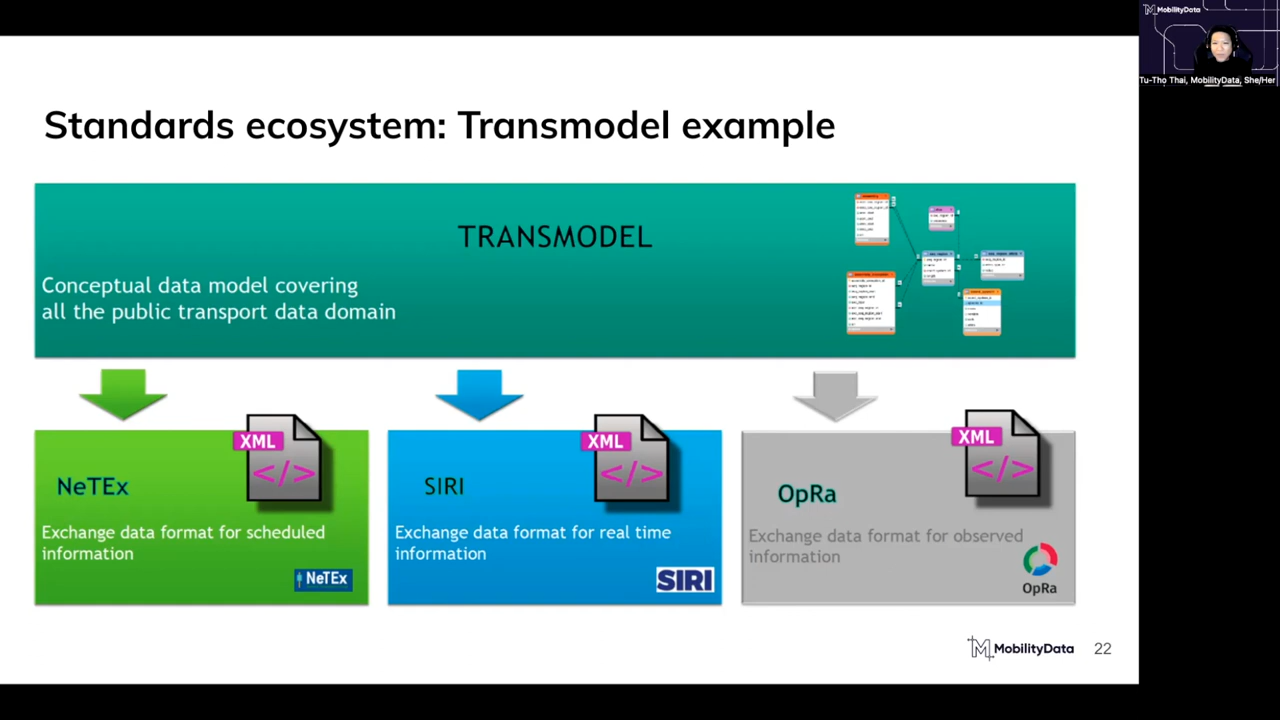 MobilityData
Tu-Tho Thai, MobilityData, She/Her
Standards ecosystem: Transmodel example
TRANSMODEL
Conceptual data model covering
all the public transport data domain
XML
</>
NeTEx
Exchange data format for scheduled
information
NeTEx
XML
</>
SIRI
Exchange data format for real time
information
SIRI
XML
</>
OpRa
Exchange data format for observed
information
OpRa
MobilityData
22